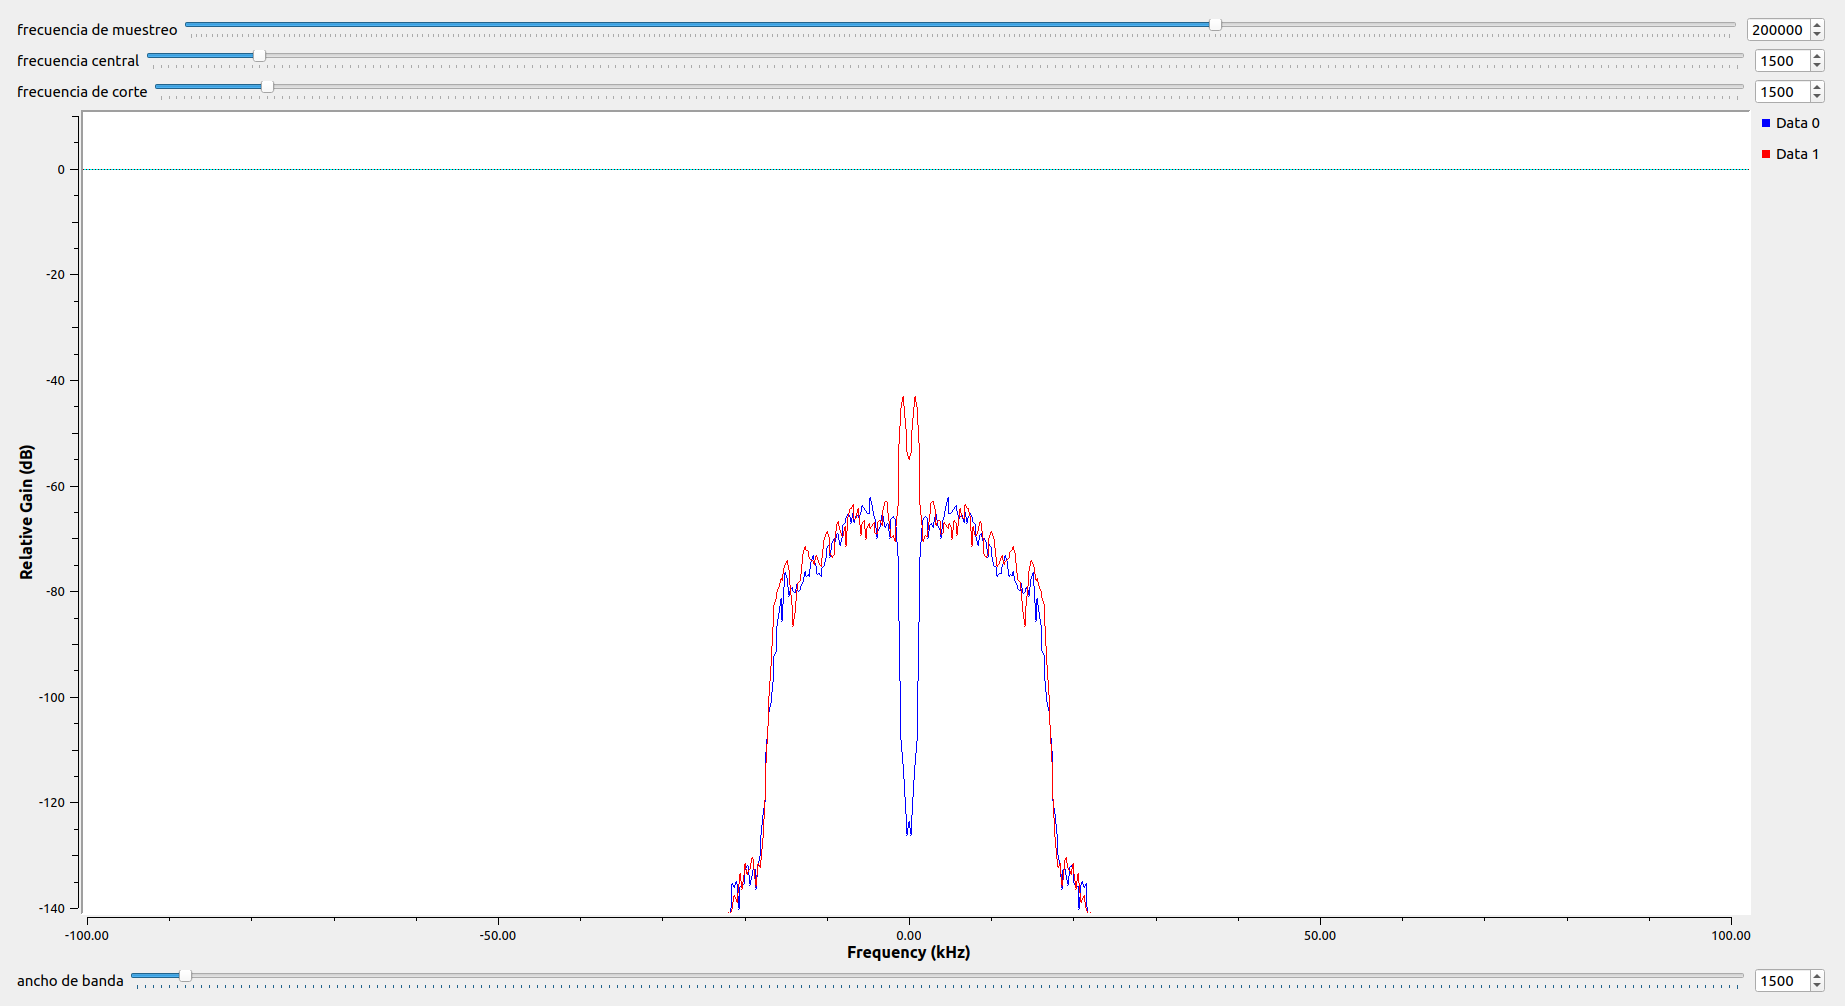 frecuencia de muestreo 200000
frecuencia central 1500
frecuencia de corte 1500
Data 0
Data 1
0
-20
-40
-60
-80
-100
-120
-140
Relative Gain (dB)
-100.00 -50.00 0.00 50.00 100.00
Frequency (kHz)
ancho de banda 1500